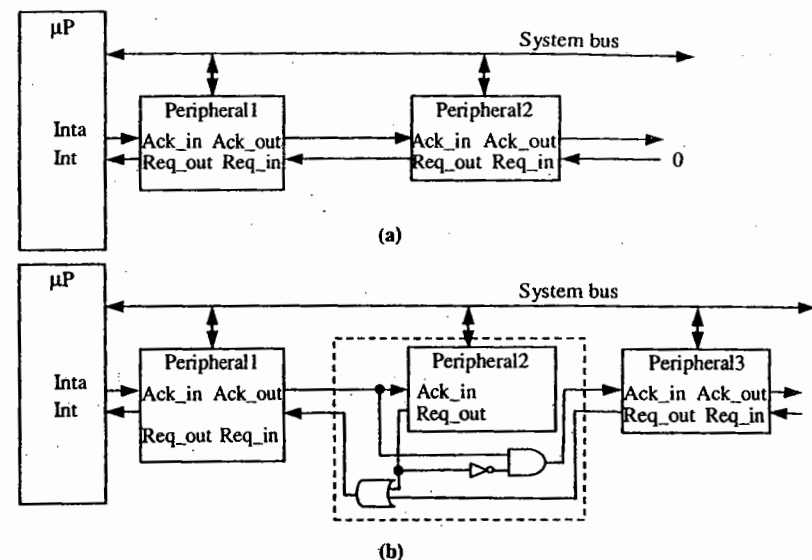 μP
System bus
Peripheral1
Peripheral2
Inta
Ack_in Ack_out
Ack_in Ack_out
Int
Req_out Req_in
Req_out Req_in
0
(a)
μP
System bus
Peripheral1
Peripheral2
Peripheral3
Inta
Ack_in Ack_out
Ack_in
Ack_in Ack_out
Int
Req_out
Req_out Req_in
Req_out Req_in
(b)